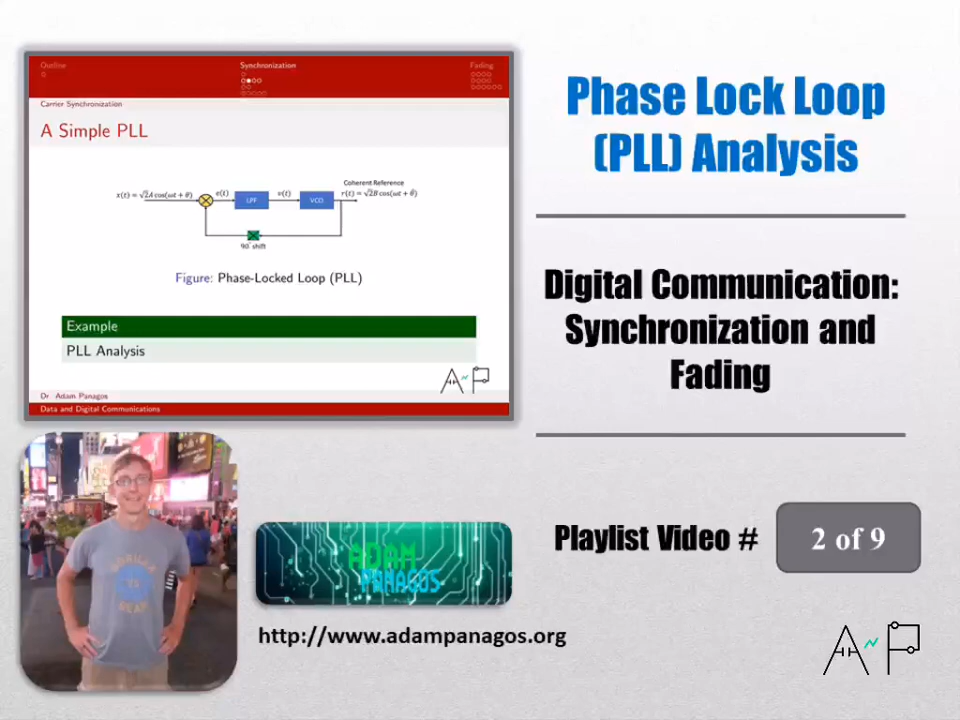 Outline
Synchronization
Fading
Carrier Synchronization
A Simple PLL
Coherent Reference
x(t) = √2A cos(ωt + θ)
e(t)
LPF
v(t)
VCO
r(t) = √2B cos(ωt + θ̂)
90° shift
Figure: Phase-Locked Loop (PLL)
Example
PLL Analysis
AP
Dr. Adam Panagos
Data and Digital Communications
Phase Lock Loop
(PLL) Analysis
Digital Communication:
Synchronization and
Fading
Playlist Video #
2 of 9
ADAM
PANAGOS
http://www.adampanagos.org
AP